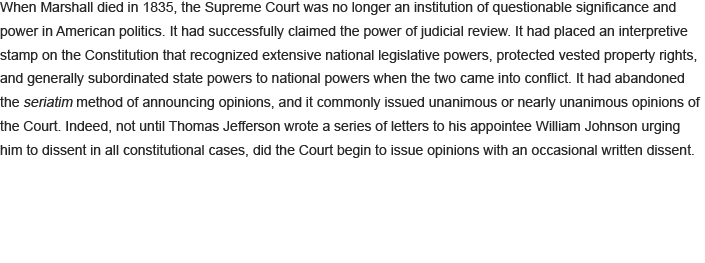 When Marshall died in 1835, the Supreme Court was no longer an institution of questionable significance and
power in American politics. It had successfully claimed the power of judicial review. It had placed an interpretive
stamp on the Constitution that recognized extensive national legislative powers, protected vested property rights,
and generally subordinated state powers to national powers when the two came into conflict. It had abandoned
the seriatim method of announcing opinions, and it commonly issued unanimous or nearly unanimous opinions of
the Court. Indeed, not until Thomas Jefferson wrote a series of letters to his appointee William Johnson urging
him to dissent in all constitutional cases, did the Court begin to issue opinions with an occasional written dissent.